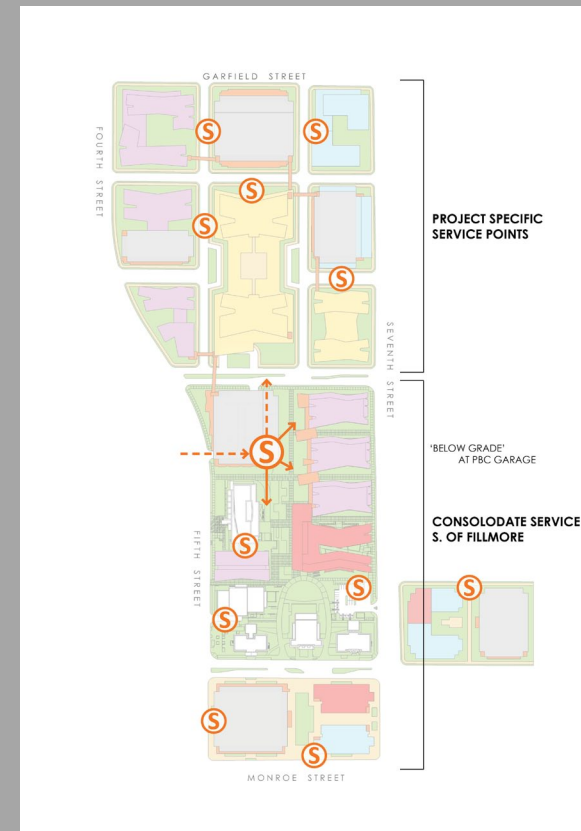 GARFIELD STREET
FOURTH STREET
S
S
S
S
S
PROJECT SPECIFIC
SERVICE POINTS
SEVENTH STREET
S
'BELOW GRADE'
AT PBC GARAGE
CONSOLODATE SERVICE
S. OF FILLMORE
FIFTH STREET
S
S
S
S
S
S
MONROE STREET